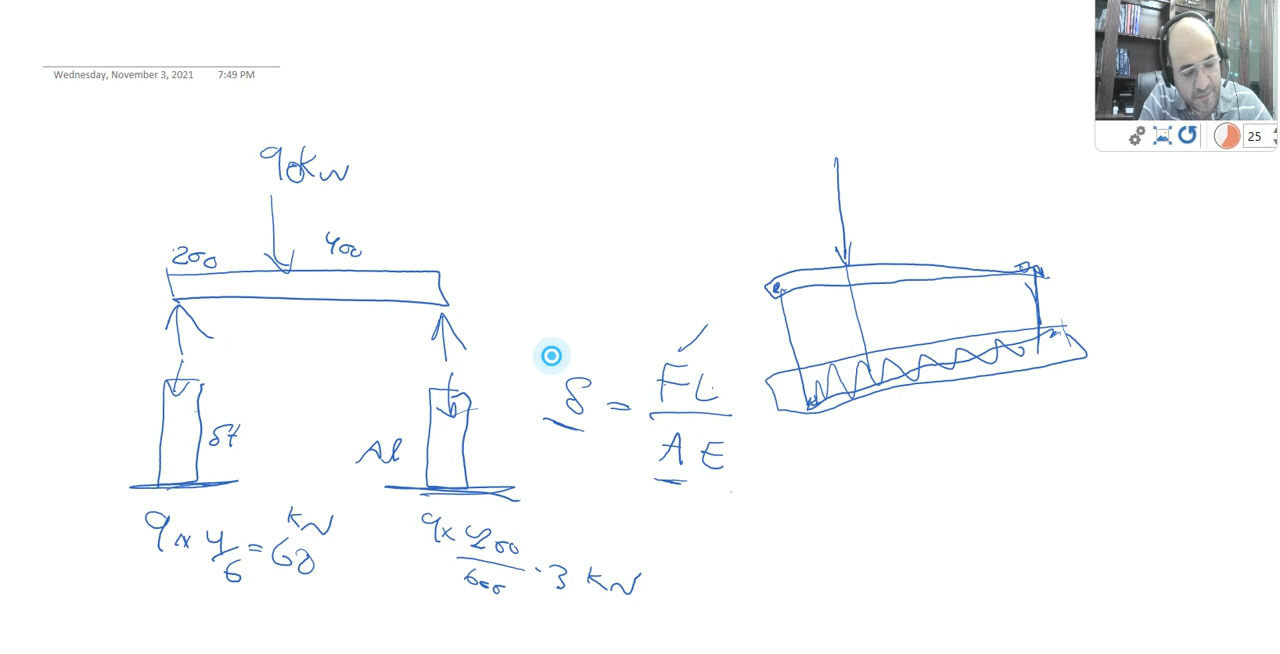 Wednesday, November 3, 2021 7:49 PM
25
90KN
200 400
St
Al
δ = FL / AE
9 x 4/6 = 60 KN
9 x 200/600 . 3 KN